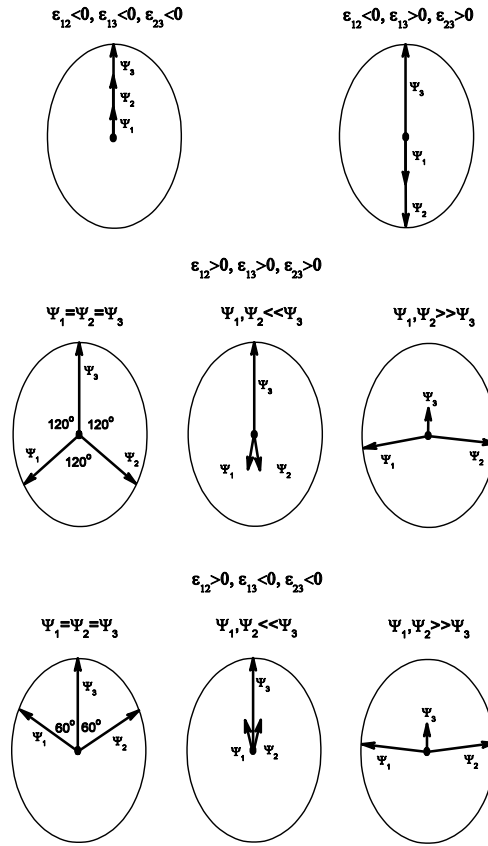 ε₁₂<0, ε₁₃<0, ε₂₃<0
ε₁₂<0, ε₁₃>0, ε₂₃>0
Ψ₃
Ψ₂
Ψ₁
Ψ₃
Ψ₁
Ψ₂
ε₁₂>0, ε₁₃>0, ε₂₃>0
Ψ₁=Ψ₂=Ψ₃
Ψ₁,Ψ₂<<Ψ₃
Ψ₁,Ψ₂>>Ψ₃
Ψ₃
120° 120°
Ψ₁
120°
Ψ₂
Ψ₃
Ψ₁
Ψ₂
Ψ₃
Ψ₁
Ψ₂
ε₁₂>0, ε₁₃<0, ε₂₃<0
Ψ₁=Ψ₂=Ψ₃
Ψ₁,Ψ₂<<Ψ₃
Ψ₁,Ψ₂>>Ψ₃
Ψ₃
60° 60°
Ψ₁
Ψ₂
Ψ₃
Ψ₁
Ψ₂
Ψ₃
Ψ₁
Ψ₂